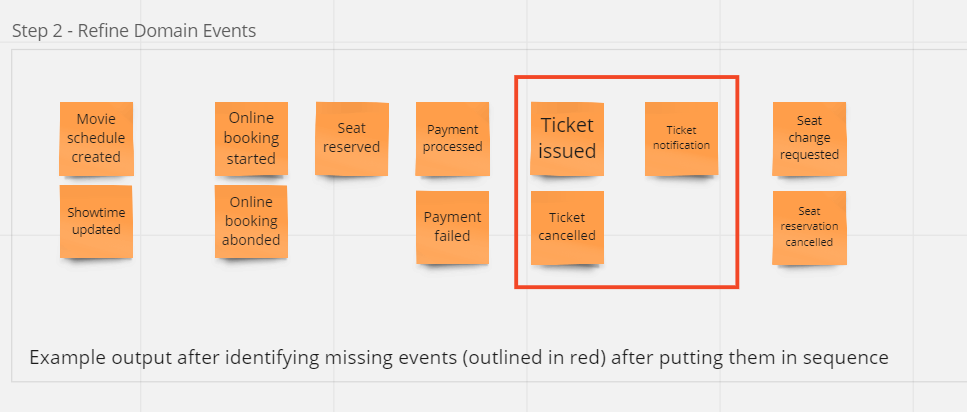 Step 2 - Refine Domain Events
Movie
schedule
created
Online
booking
started
Seat
reserved
Payment
processed
Ticket
issued
Ticket
notification
Seat
change
requested
Showtime
updated
Online
booking
abonded
Payment
failed
Ticket
cancelled
Seat
reservation
cancelled
Example output after identifying missing events (outlined in red) after putting them in sequence